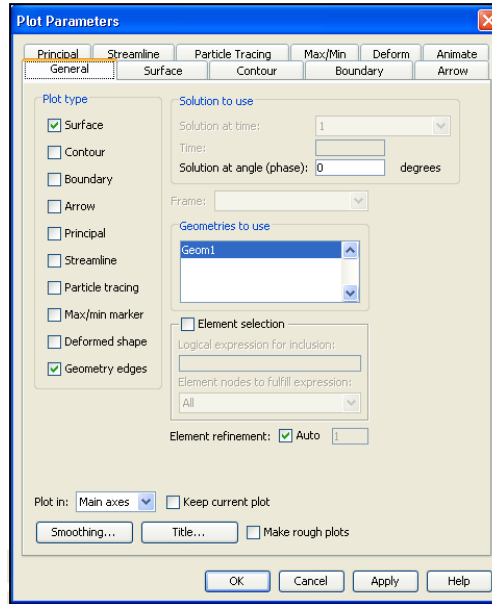 Plot Parameters
Principal Streamline Particle Tracing Max/Min Deform Animate
General Surface Contour Boundary Arrow
Plot type
Surface
Contour
Boundary
Arrow
Principal
Streamline
Particle tracing
Max/min marker
Deformed shape
Geometry edges
Solution to use
Solution at time: 1
Time:
Solution at angle (phase): 0 degrees
Frame:
Geometries to use
Geom1
Element selection
Logical expression for inclusion:
Element nodes to fulfill expression:
All
Element refinement: Auto 1
Plot in: Main axes Keep current plot
Smoothing... Title... Make rough plots
OK Cancel Apply Help